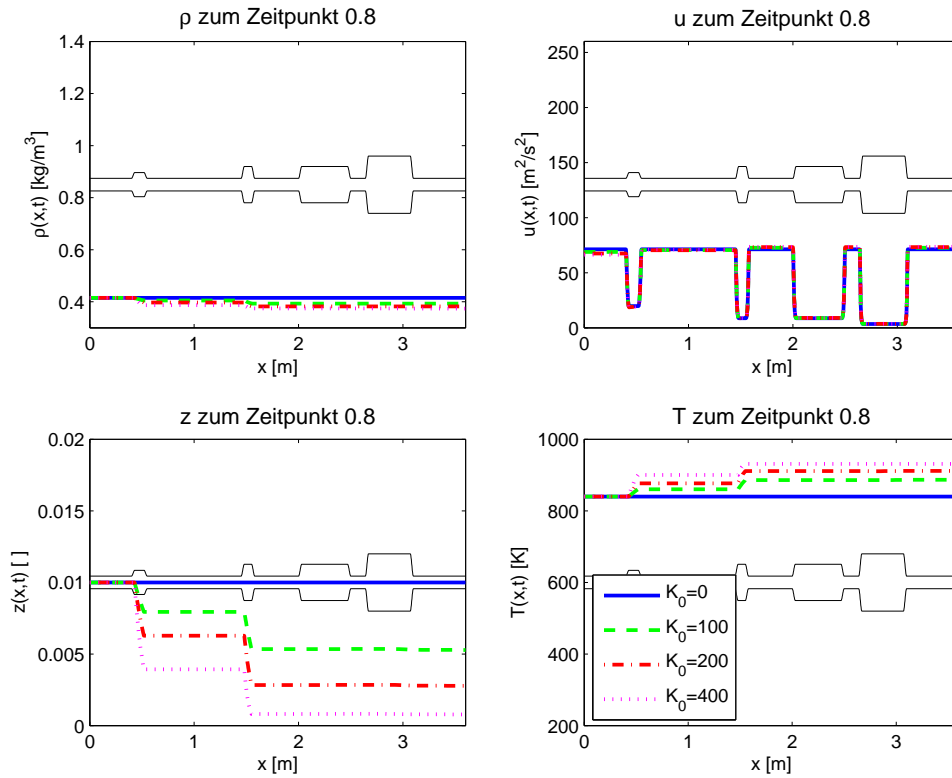 ρ zum Zeitpunkt 0.8
1.4
1.2
1
0.8
0.6
0.4
ρ(x,t) [kg/m³]
0 1 2 3
x [m]
u zum Zeitpunkt 0.8
250
200
150
100
50
0
u(x,t) [m²/s²]
0 1 2 3
x [m]
z zum Zeitpunkt 0.8
0.02
0.015
0.01
0.005
0
z(x,t) [ ]
0 1 2 3
x [m]
T zum Zeitpunkt 0.8
1000
800
600
400
200
T(x,t) [K]
K₀=0
K₀=100
K₀=200
K₀=400
0 1 2 3
x [m]